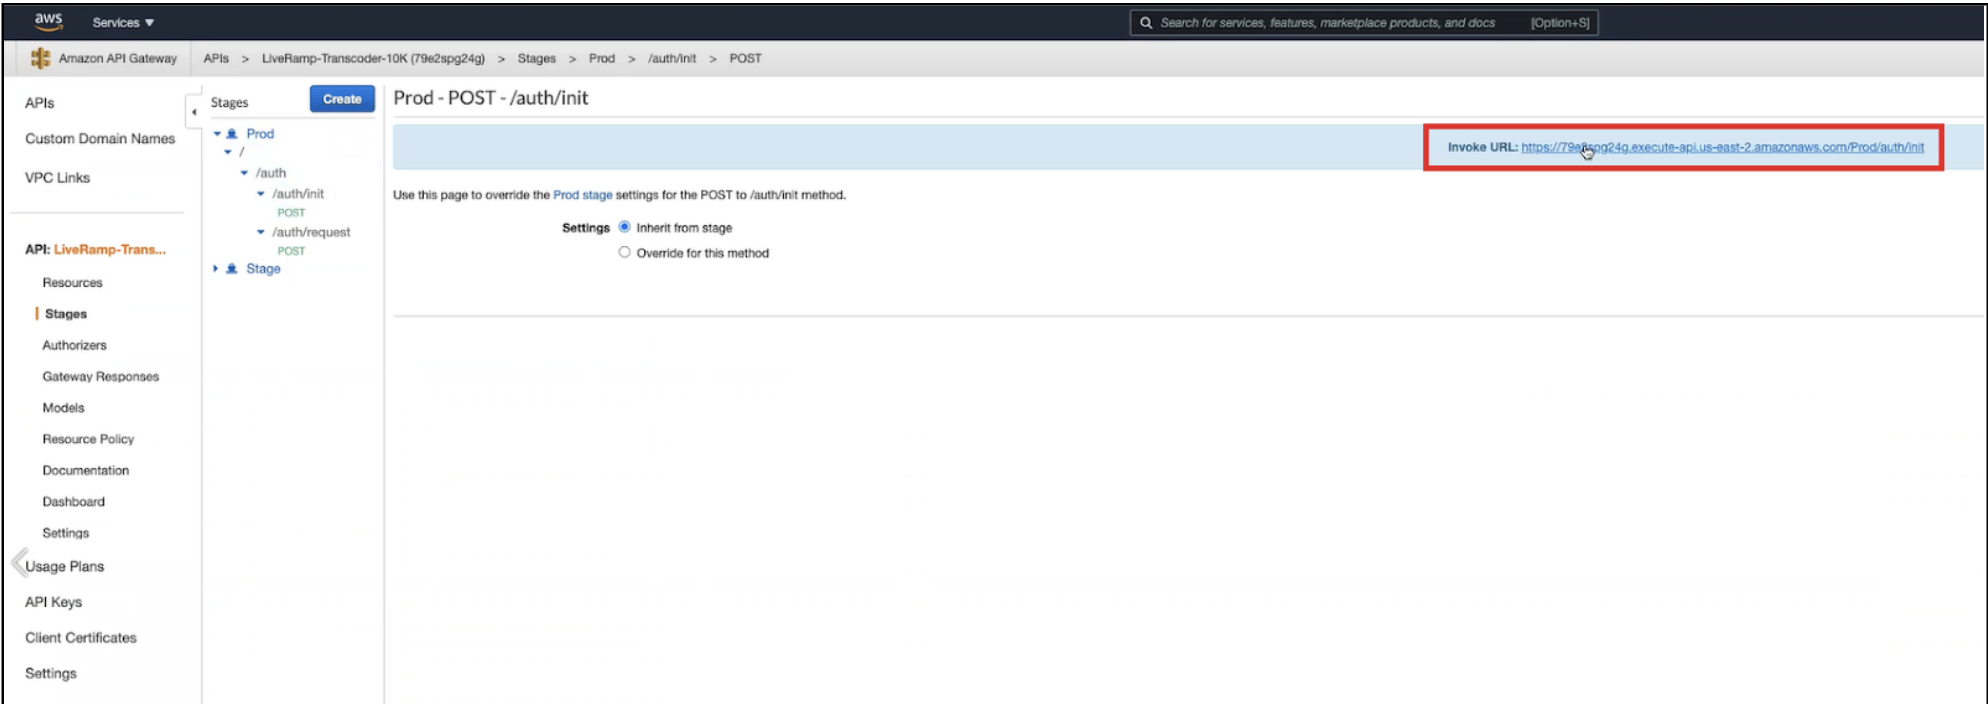 aws Services ▼ Search for services, features, marketplace products, and docs [Option+S]
Amazon API Gateway APIs > LiveRamp-Transcoder-10K (79e2spg24g) > Stages > Prod > /auth/init > POST
APIs
Custom Domain Names
VPC Links
API: LiveRamp-Trans...
Resources
Stages
Authorizers
Gateway Responses
Models
Resource Policy
Documentation
Dashboard
Settings
Usage Plans
API Keys
Client Certificates
Settings
Stages Create
Prod
/
/auth
/auth/init
POST
/auth/request
POST
Stage
Prod - POST - /auth/init
Invoke URL: https://79e2spg24g.execute-api.us-east-2.amazonaws.com/Prod/auth/init
Use this page to override the Prod stage settings for the POST to /auth/init method.
Settings Inherit from stage
Override for this method